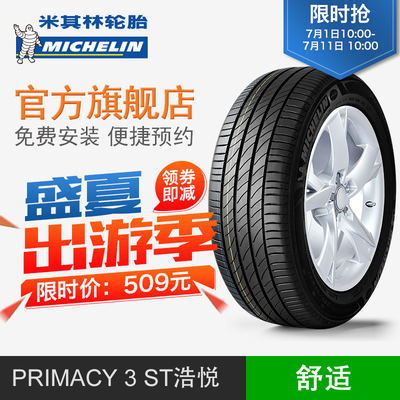 米其林轮胎
MICHELIN
限时抢
7月1日10:00-
7月11日 10:00
官方旗舰店
免费安装 便捷预约
领券
即减
盛夏
出游季
限时价：509元
MICHELIN
PRIMACY 3 ST浩悦
舒适